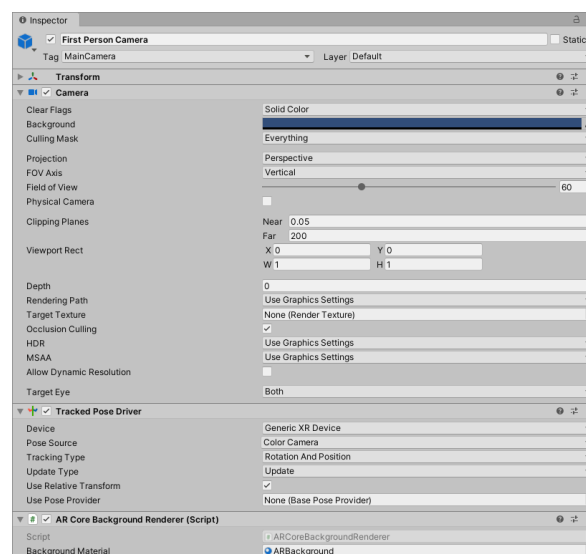 Inspector
First Person Camera Static
Tag MainCamera Layer Default
Transform
Camera
Clear Flags Solid Color
Background
Culling Mask Everything
Projection Perspective
FOV Axis Vertical
Field of View 60
Physical Camera
Clipping Planes Near 0.05
Far 200
Viewport Rect X 0 Y 0
W 1 H 1
Depth 0
Rendering Path Use Graphics Settings
Target Texture None (Render Texture)
Occlusion Culling
HDR Use Graphics Settings
MSAA Use Graphics Settings
Allow Dynamic Resolution
Target Eye Both
Tracked Pose Driver
Device Generic XR Device
Pose Source Color Camera
Tracking Type Rotation And Position
Update Type Update
Use Relative Transform
Use Pose Provider None (Base Pose Provider)
# AR Core Background Renderer (Script)
Script ARCoreBackgroundRenderer
Background Material ARBackground